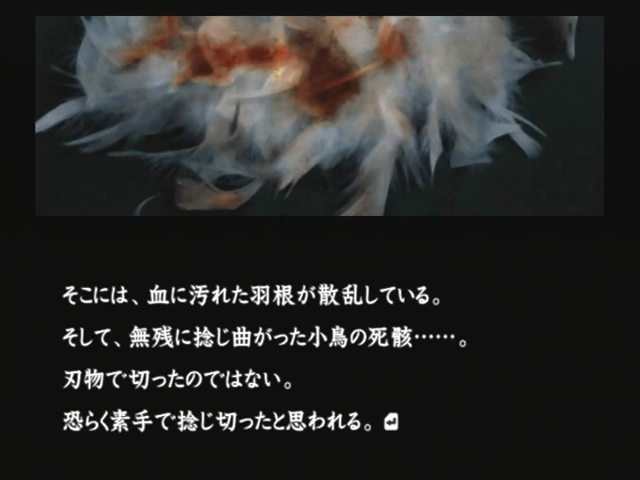 そこには、血に汚れた羽根が散乱している。
そして、無残に捻じ曲がった小鳥の死骸……。
刃物で切ったのではない。
恐らく素手で捻じ切ったと思われる。